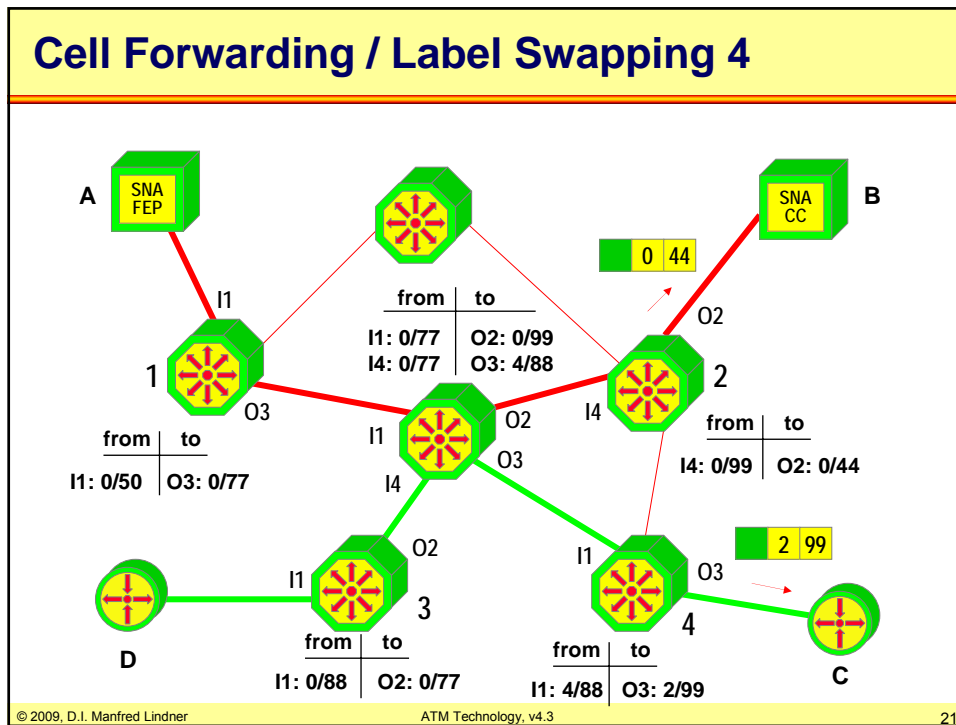 Cell Forwarding / Label Swapping 4
A
SNA
FEP
B
SNA
CC
0 44
I1
from to
I1: 0/77 O2: 0/99
I4: 0/77 O3: 4/88
O2
1
2
O3
I1
O2
I4
O3
I4
from to
I1: 0/50 O3: 0/77
from to
I4: 0/99 O2: 0/44
2 99
O2
I1
I1
O3
3
4
D
C
from to
I1: 0/88 O2: 0/77
from to
I1: 4/88 O3: 2/99
© 2009, D.I. Manfred Lindner ATM Technology, v4.3 21